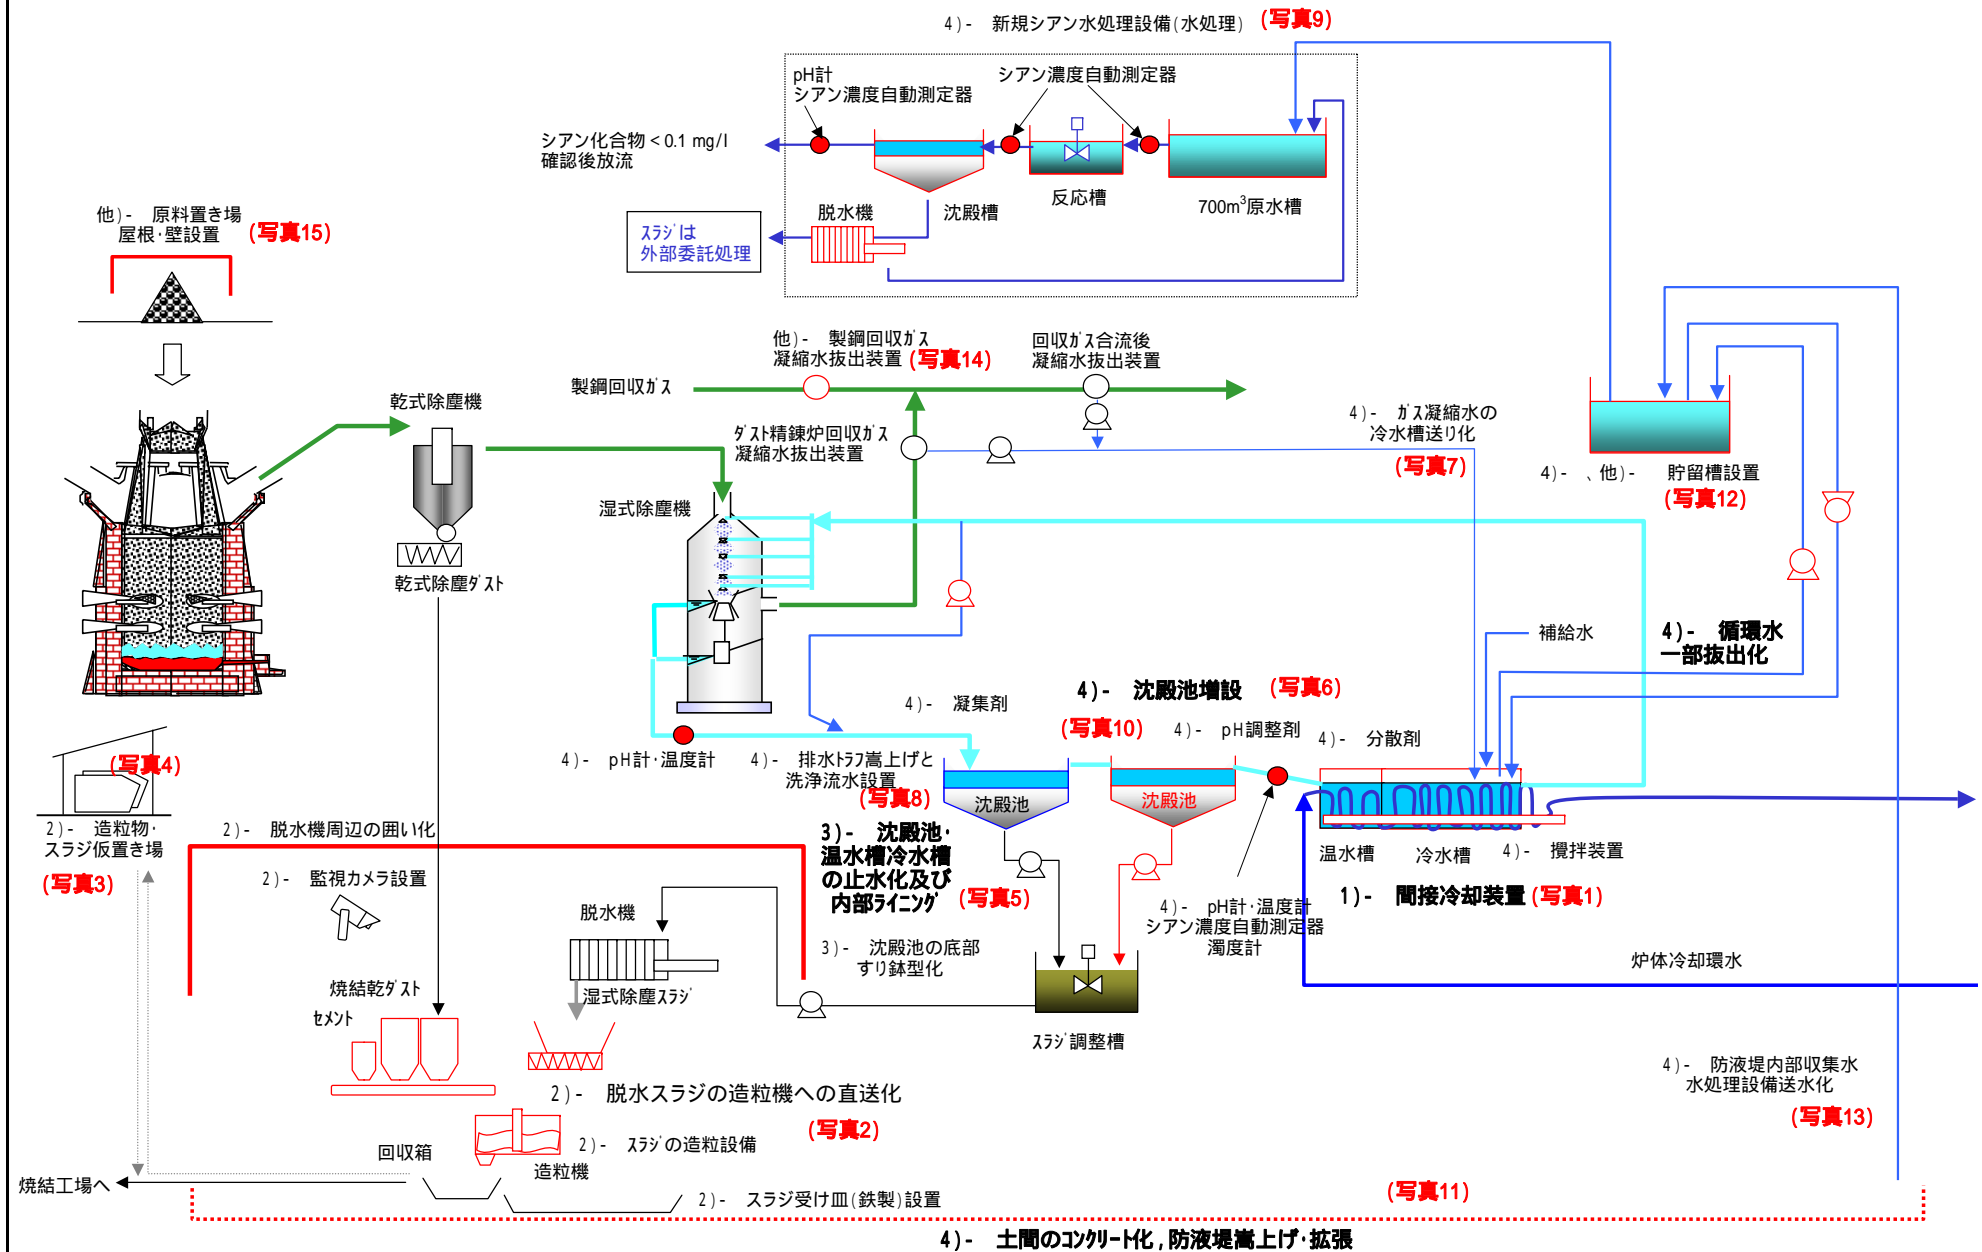 4)- 新規シアン水処理設備(水処理) (写真9)
pH計
シアン濃度自動測定器
シアン濃度自動測定器
シアン化合物<0.1 mg/l
確認後放流
反応槽
700m³原水槽
脱水機
沈殿槽
スラジは
外部委託処理
他)- 原料置き場
屋根・壁設置
(写真15)
他)- 製鋼回収ガス
凝縮水抜出装置 (写真14)
回収ガス合流後
凝縮水抜出装置
製鋼回収ガス
乾式除塵機
ダスト精錬炉回収ガス
凝縮水抜出装置
4)- ガス凝縮水の
冷水槽送り化
(写真7)
4)- 、他)- 貯留槽設置
(写真12)
湿式除塵機
乾式除塵ダスト
補給水
4)- 循環水
一部抜出化
4)- 凝集剤
4)- 沈殿池増設 (写真6)
(写真10)
4)- pH調整剤
4)- 分散剤
4)- pH計・温度計
4)- 排水トラフ嵩上げと
洗浄流水設置
(写真8)
(写真4)
沈殿池
沈殿池
2)- 造粒物・
スラジ仮置き場
(写真3)
2)- 脱水機周辺の囲い化
3)- 沈殿池・
温水槽冷水槽
の止水化及び
内部ライニング
(写真5)
温水槽
冷水槽
4)- 攪拌装置
1)- 間接冷却装置 (写真1)
2)- 監視カメラ設置
脱水機
4)- pH計・温度計
シアン濃度自動測定器
濁度計
3)- 沈殿池の底部
すり鉢型化
炉体冷却環水
焼結乾ダスト
セメント
湿式除塵スラジ
スラジ調整槽
4)- 防液堤内部収集水
水処理設備送水化
(写真13)
2)- 脱水スラジの造粒機への直送化
(写真2)
2)- スラジの造粒設備
回収箱
造粒機
焼結工場へ
2)- スラジ受け皿(鉄製)設置
(写真11)
4)- 土間のコンクリート化,防液堤嵩上げ・拡張